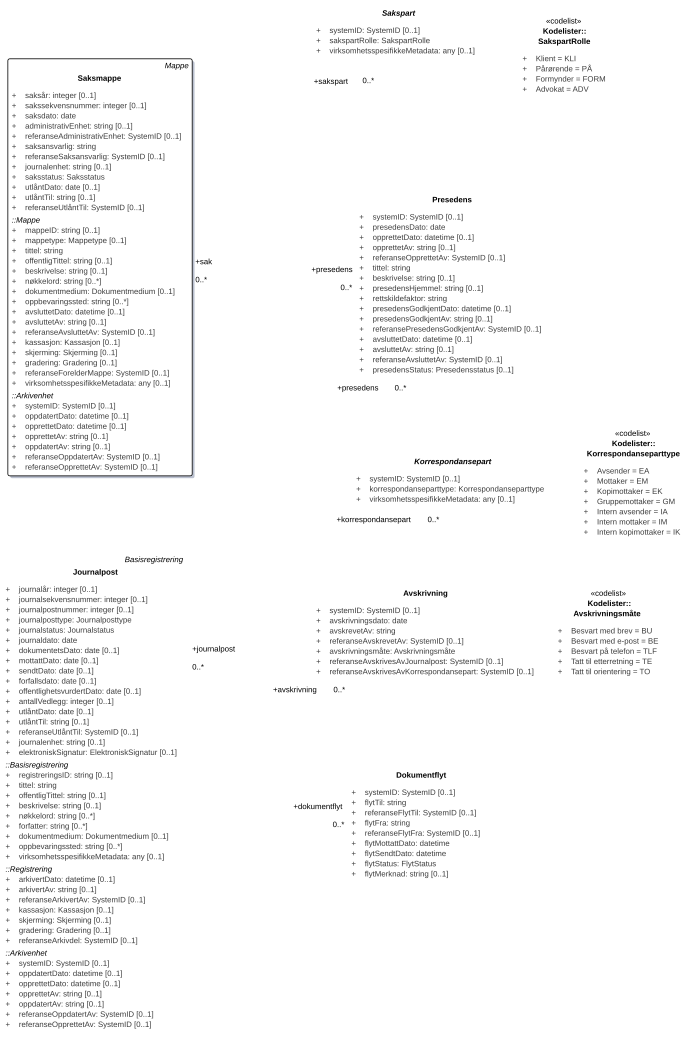 Sakspart
+ systemID: SystemID [0..1]
+ sakspartRolle: SakspartRolle
+ virksomhetsspesifikkeMetadata: any [0..1]
+sakspart 0..*
«codelist»
Kodelister::
SakspartRolle
+ Klient = KLI
+ Pårørende = PÅ
+ Formynder = FORM
+ Advokat = ADV
Mappe
Saksmappe
+ saksår: integer [0..1]
+ sakssekvensnummer: integer [0..1]
+ saksdato: date
+ administrativEnhet: string [0..1]
+ referanseAdministrativEnhet: SystemID [0..1]
+ saksansvarlig: string
+ referanseSaksansvarlig: SystemID [0..1]
+ journalenhet: string [0..1]
+ saksstatus: Saksstatus
+ utlåntDato: date [0..1]
+ utlåntTil: string [0..1]
+ referanseUtlåntTil: SystemID [0..1]
::Mappe
+ mappeID: string [0..1]
+ mappetype: Mappetype [0..1]
+ tittel: string
+ offentligTittel: string [0..1]
+ beskrivelse: string [0..1]
+ nøkkelord: string [0..*]
+ dokumentmedium: Dokumentmedium [0..1]
+ oppbevaringssted: string [0..*]
+ avsluttetDato: datetime [0..1]
+ avsluttetAv: string [0..1]
+ referanseAvsluttetAv: SystemID [0..1]
+ kassasjon: Kassasjon [0..1]
+ skjerming: Skjerming [0..1]
+ gradering: Gradering [0..1]
+ referanseForelderMappe: SystemID [0..1]
+ virksomhetsspesifikkeMetadata: any [0..1]
::Arkivenhet
+ systemID: SystemID [0..1]
+ oppdatertDato: datetime [0..1]
+ opprettetDato: datetime [0..1]
+ opprettetAv: string [0..1]
+ oppdatertAv: string [0..1]
+ referanseOppdatertAv: SystemID [0..1]
+ referanseOpprettetAv: SystemID [0..1]
+sak
0..*
Presedens
+ systemID: SystemID [0..1]
+ presedensDato: date
+ opprettetDato: datetime [0..1]
+ opprettetAv: string [0..1]
+ referanseOpprettetAv: SystemID [0..1]
+ tittel: string
+ beskrivelse: string [0..1]
+ presedensHjemmel: string [0..1]
+ rettskildefaktor: string
+ presedensGodkjentDato: datetime [0..1]
+ presedensGodkjentAv: string [0..1]
+ referansePresedensGodkjentAv: SystemID [0..1]
+ avsluttetDato: datetime [0..1]
+ avsluttetAv: string [0..1]
+ referanseAvsluttetAv: SystemID [0..1]
+ presedensStatus: Presedensstatus [0..1]
+presedens
0..*
+presedens 0..*
Korrespondansepart
+ systemID: SystemID [0..1]
+ korrespondanseparttype: Korrespondanseparttype
+ virksomhetsspesifikkeMetadata: any [0..1]
+korrespondansepart 0..*
«codelist»
Kodelister::
Korrespondanseparttype
+ Avsender = EA
+ Mottaker = EM
+ Kopimottaker = EK
+ Gruppemottaker = GM
+ Intern avsender = IA
+ Intern mottaker = IM
+ Intern kopimottaker = IK
Basisregistrering
Journalpost
+ journalår: integer [0..1]
+ journalsekvensnummer: integer [0..1]
+ journalpostnummer: integer [0..1]
+ journalposttype: Journalposttype
+ journalstatus: Journalstatus
+ journaldato: date
+ dokumentetsDato: date [0..1]
+ mottattDato: date [0..1]
+ sendtDato: date [0..1]
+ forfallsdato: date [0..1]
+ offentlighetsvurdertDato: date [0..1]
+ antallVedlegg: integer [0..1]
+ utlåntDato: date [0..1]
+ utlåntTil: string [0..1]
+ referanseUtlåntTil: SystemID [0..1]
+ journalenhet: string [0..1]
+ elektroniskSignatur: ElektroniskSignatur [0..1]
::Basisregistrering
+ registreringsID: string [0..1]
+ tittel: string
+ offentligTittel: string [0..1]
+ beskrivelse: string [0..1]
+ nøkkelord: string [0..*]
+ forfatter: string [0..*]
+ dokumentmedium: Dokumentmedium [0..1]
+ oppbevaringssted: string [0..*]
+ virksomhetsspesifikkeMetadata: any [0..1]
::Registrering
+ arkivertDato: datetime [0..1]
+ arkivertAv: string [0..1]
+ referanseArkivertAv: SystemID [0..1]
+ kassasjon: Kassasjon [0..1]
+ skjerming: Skjerming [0..1]
+ gradering: Gradering [0..1]
+ referanseArkivdel: SystemID [0..1]
::Arkivenhet
+ systemID: SystemID [0..1]
+ oppdatertDato: datetime [0..1]
+ opprettetDato: datetime [0..1]
+ opprettetAv: string [0..1]
+ oppdatertAv: string [0..1]
+ referanseOppdatertAv: SystemID [0..1]
+ referanseOpprettetAv: SystemID [0..1]
+journalpost
0..*
Avskrivning
+ systemID: SystemID [0..1]
+ avskrivningsdato: date
+ avskrevetAv: string
+ referanseAvskrevetAv: SystemID [0..1]
+ avskrivningsmåte: Avskrivningsmåte
+ referanseAvskrivesAvJournalpost: SystemID [0..1]
+ referanseAvskrivesAvKorrespondansepart: SystemID [0..1]
+avskrivning 0..*
«codelist»
Kodelister::
Avskrivningsmåte
+ Besvart med brev = BU
+ Besvart med e-post = BE
+ Besvart på telefon = TLF
+ Tatt til etterretning = TE
+ Tatt til orientering = TO
Dokumentflyt
+ systemID: SystemID [0..1]
+ flytTil: string
+ referanseFlytTil: SystemID [0..1]
+ flytFra: string
+ referanseFlytFra: SystemID [0..1]
+ flytMottattDato: datetime
+ flytSendtDato: datetime
+ flytStatus: FlytStatus
+ flytMerknad: string [0..1]
+dokumentflyt
0..*